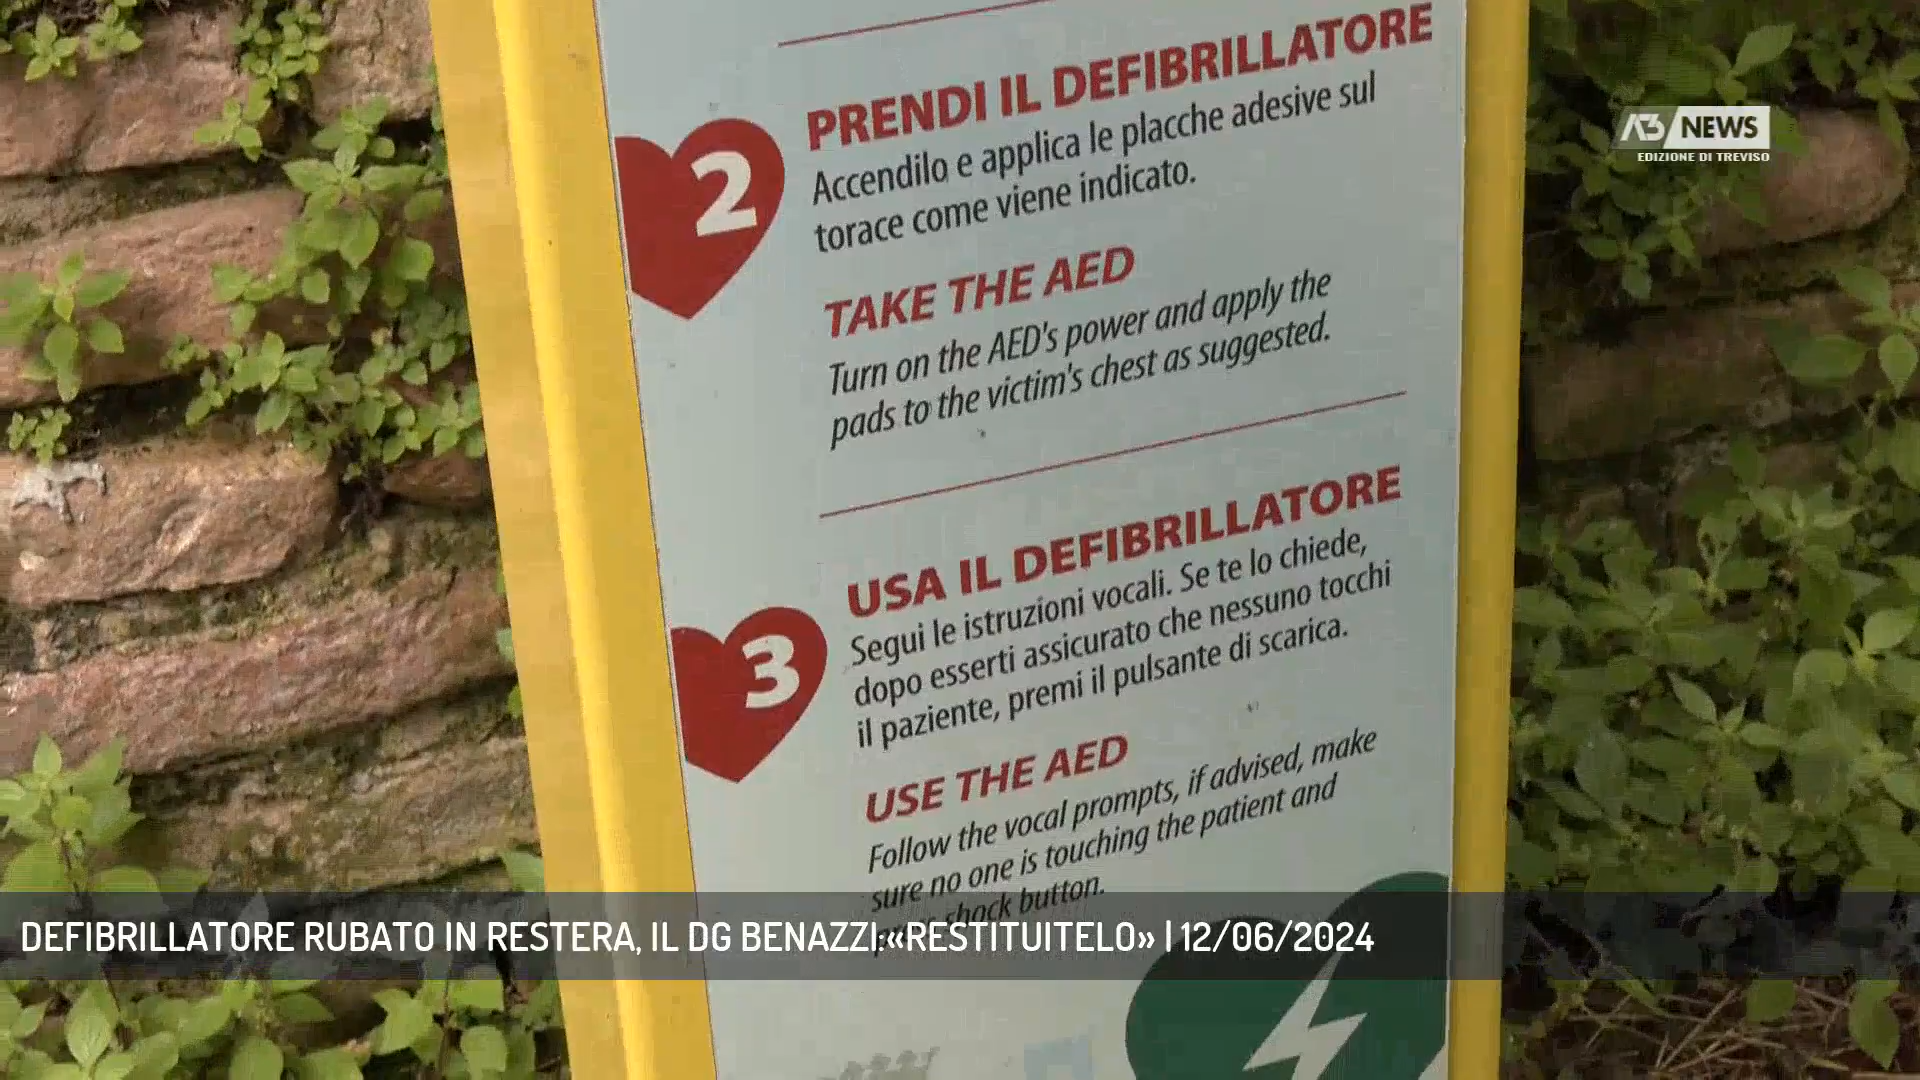 2
PRENDI IL DEFIBRILLATORE
Accendilo e applica le placche adesive sul
torace come viene indicato.
TAKE THE AED
Turn on the AED's power and apply the
pads to the victim's chest as suggested.
3
USA IL DEFIBRILLATORE
Segui le istruzioni vocali. Se te lo chiede,
dopo esserti assicurato che nessuno tocchi
il paziente, premi il pulsante di scarica.
USE THE AED
Follow the vocal prompts, if advised, make
sure no one is touching the patient and
shock button.
A3 NEWS
EDIZIONE DI TREVISO
DEFIBRILLATORE RUBATO IN RESTERA, IL DG BENAZZI:«RESTITUITELO» | 12/06/2024